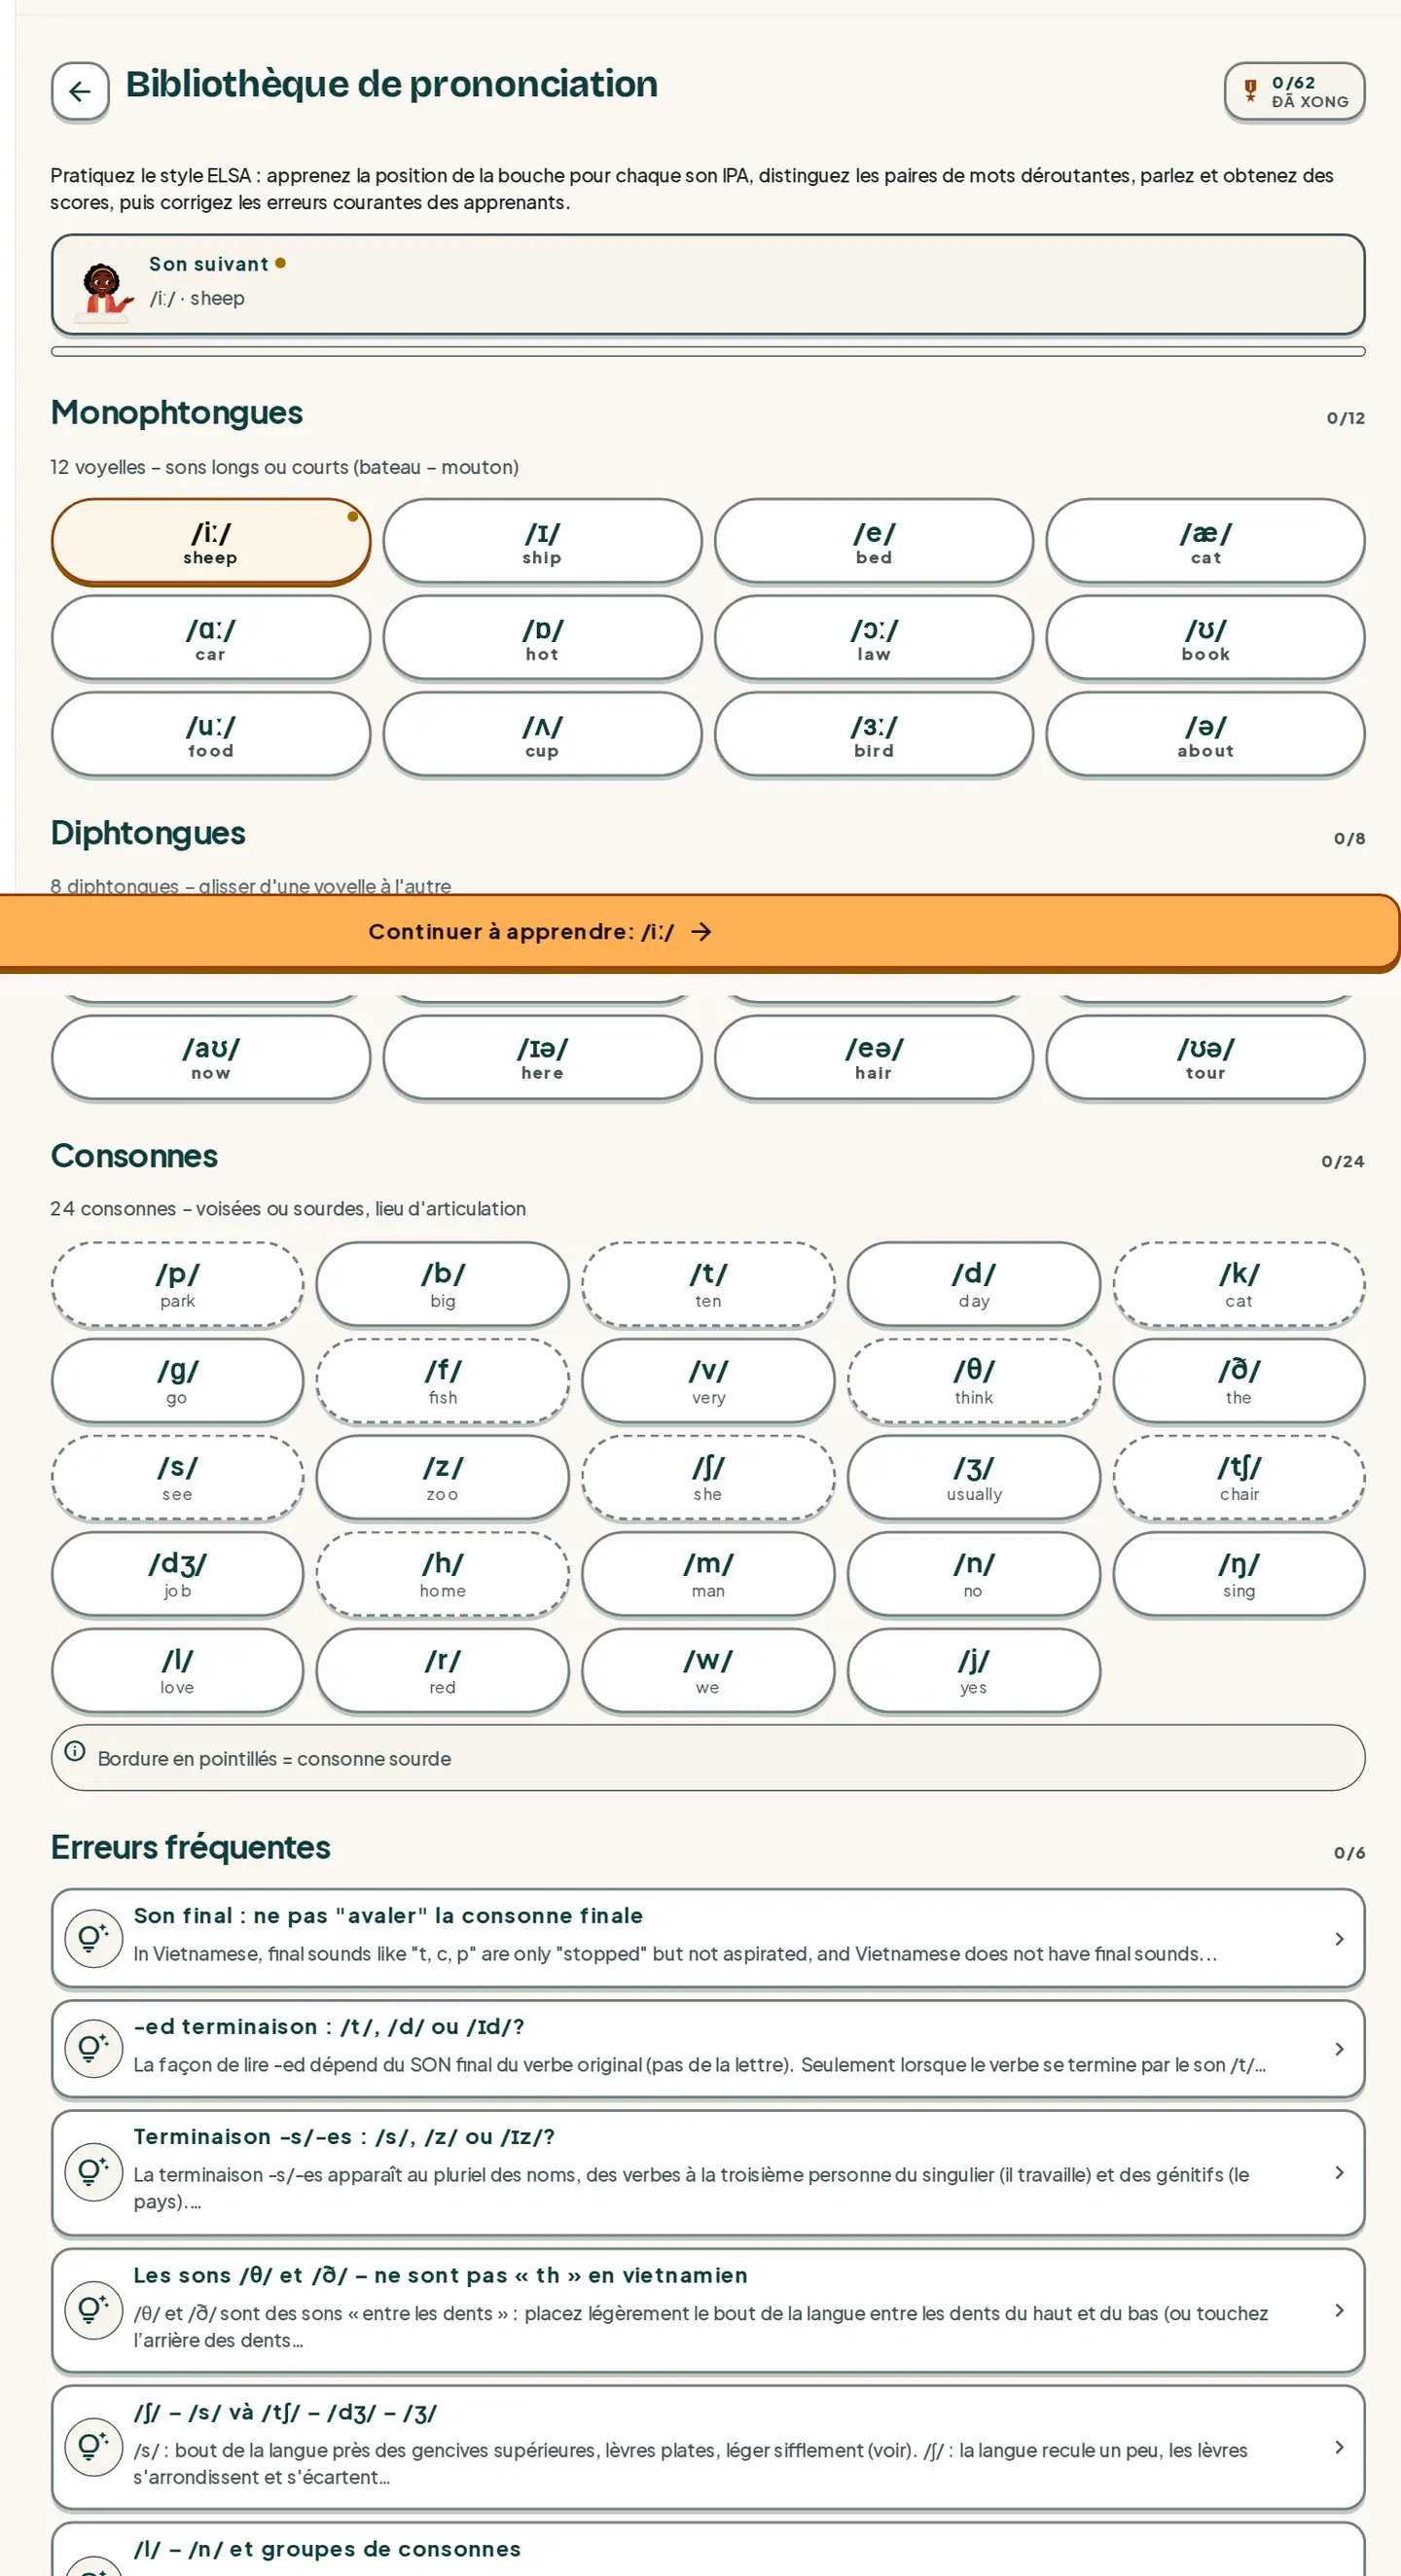 Bibliothèque de prononciation
0/62
ĐÃ XONG
Pratiquez le style ELSA : apprenez la position de la bouche pour chaque son IPA, distinguez les paires de mots déroutantes, parlez et obtenez des
scores, puis corrigez les erreurs courantes des apprenants.
Son suivant
/iː/ · sheep
Monophtongues
0/12
12 voyelles – sons longs ou courts (bateau – mouton)
/iː/
sheep
/ɪ/
ship
/e/
bed
/æ/
cat
/ɑː/
car
/ɒ/
hot
/ɔː/
law
/ʊ/
book
/uː/
food
/ʌ/
cup
/ɜː/
bird
/ə/
about
Diphtongues
0/8
8 diphtongues – glisser d'une voyelle à l'autre
Continuer à apprendre: /iː/ →
/aʊ/
now
/ɪə/
here
/eə/
hair
/ʊə/
tour
Consonnes
0/24
24 consonnes – voisées ou sourdes, lieu d'articulation
/p/
park
/b/
big
/t/
ten
/d/
day
/k/
cat
/g/
go
/f/
fish
/v/
very
/θ/
think
/ð/
the
/s/
see
/z/
zoo
/ʃ/
she
/ʒ/
usually
/tʃ/
chair
/dʒ/
job
/h/
home
/m/
man
/n/
no
/ŋ/
sing
/l/
love
/r/
red
/w/
we
/j/
yes
Bordure en pointillés = consonne sourde
Erreurs fréquentes
0/6
Son final : ne pas "avaler" la consonne finale
In Vietnamese, final sounds like "t, c, p" are only "stopped" but not aspirated, and Vietnamese does not have final sounds...
-ed terminaison : /t/, /d/ ou /ɪd/?
La façon de lire -ed dépend du SON final du verbe original (pas de la lettre). Seulement lorsque le verbe se termine par le son /t/…
Terminaison -s/-es : /s/, /z/ ou /ɪz/?
La terminaison -s/-es apparaît au pluriel des noms, des verbes à la troisième personne du singulier (il travaille) et des génitifs (le
pays).…
Les sons /θ/ et /ð/ – ne sont pas « th » en vietnamien
/θ/ et /ð/ sont des sons « entre les dents » : placez légèrement le bout de la langue entre les dents du haut et du bas (ou touchez
l'arrière des dents…
/ʃ/ – /s/ và /tʃ/ – /dʒ/ – /ʒ/
/s/ : bout de la langue près des gencives supérieures, lèvres plates, léger sifflement (voir). /ʃ/ : la langue recule un peu, les lèvres
s'arrondissent et s'écartent…
/l/ – /n/ et groupes de consonnes